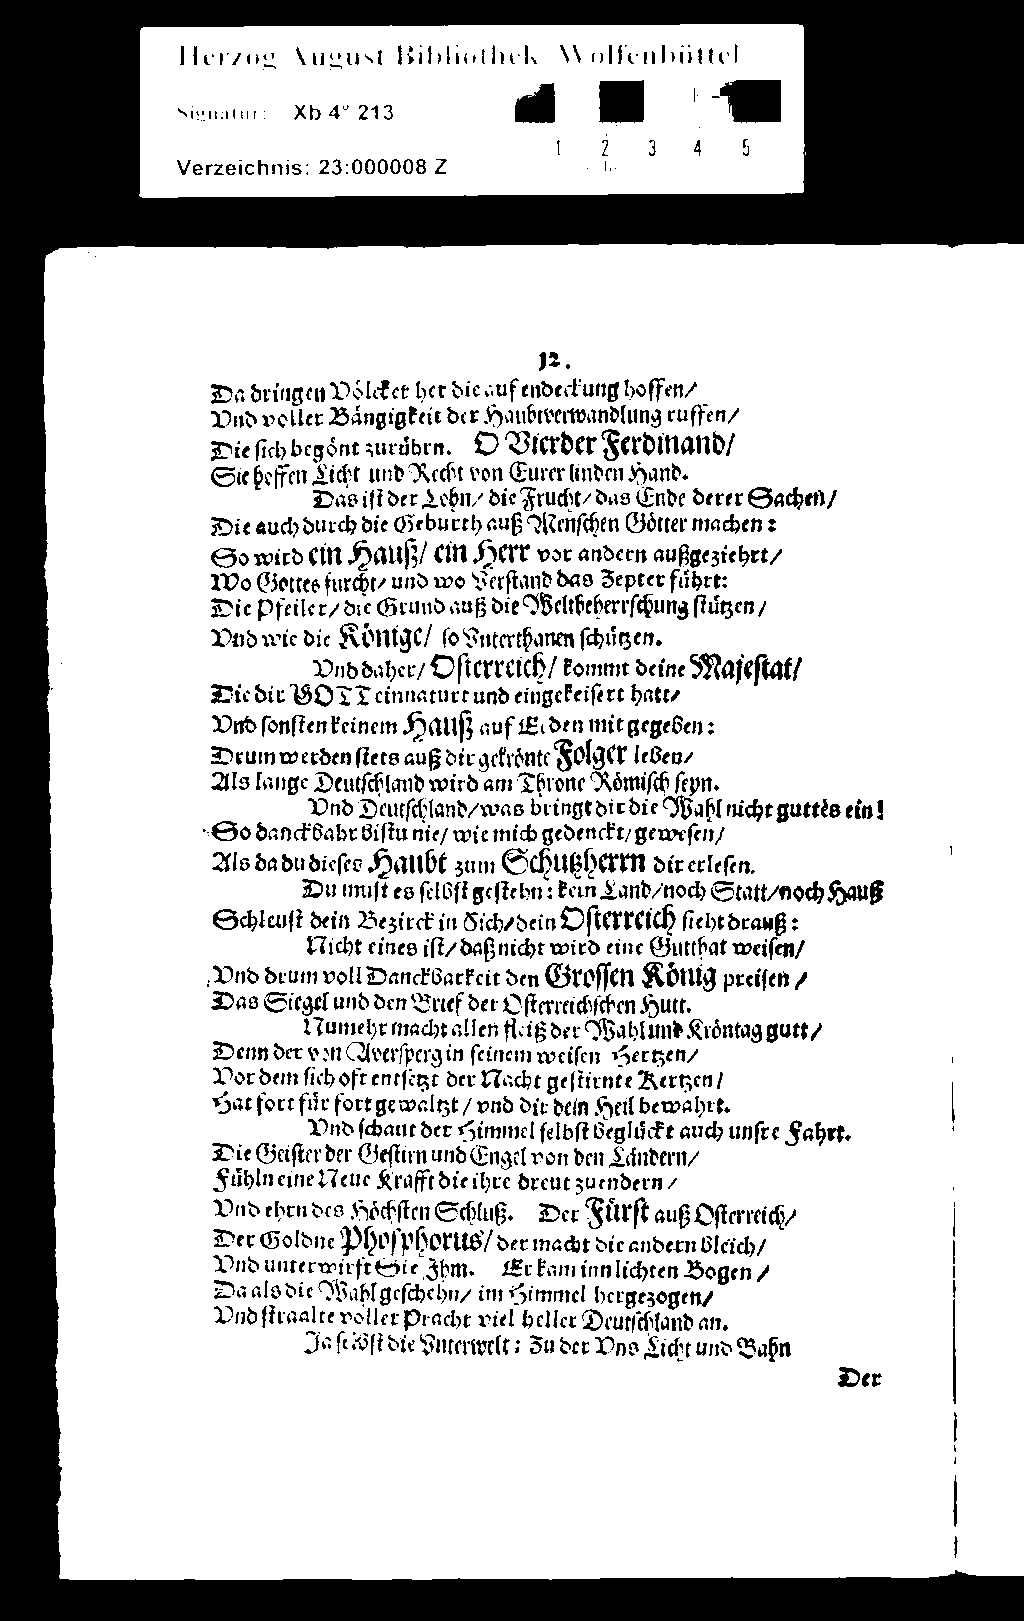 Herzog August Bibliothek Wolfenbüttel
Signatur: Xb 4° 213
1 2 3 4 5
Verzeichnis: 23:000008 Z
12.
Da dringen Völcker her die auf endeckung hoffen/
Vnd voller Bängigkeit der Haubtverwandlung ruffen/
Die sich begönt zurührn. O Vierder Ferdinand/
Sie hoffen Licht und Recht von Eurer linden Hand.
Das ist der Lohn/ die Frucht/ das Ende derer Sachen/
Die auch durch die Geburth auß Menschen Götter machen:
So wird ein Hauß/ ein Herr vor andern außgeziehrt/
Wo Gottes furcht/ und wo Verstand das Zepter führt:
Die Pfeiler/ die Grund auß die Weltbeherrschung stützen/
Vnd wie die Könige/ so Vnterthanen schützen.
Vnd daher/ Osterreich/ kommt deine Majestat/
Die dir GOTT einnaturt und eingekeisert hatt/
Vnd sonsten keinem Hauß auf Erden mit gegeben:
Drum werden stets auß dir gekrönte Folger leben/
Als lange Deutschland wird am Throne Römisch seyn.
Vnd Deutschland/ was bringt dir die Wahl nicht guttes ein!
So danckbahr bistu nie/ wie mich gedenckt/ gewesen/
Als da du dieses Haubt zum Schutzherrn dir erlesen.
Du must es selbst gestehn: kein Land/ noch Statt/ noch Hauß
Schleust dein Bezirck in Sich/ dein Osterreich sieht drauß:
Nicht eines ist/ daß nicht wird eine Gutthat weisen/
Vnd drum voll Danckbarkeit den Grossen König preisen/
Das Siegel und den Brief der Osterreichschen Hutt.
Numehr macht allen fleiß der Wahl und Kröntag gutt/
Denn der von Aversperg in seinem weisen Hertzen/
Vor dem sich oft entsetzt der Nacht gestirnte Kertzen/
Hat fort für fort gewaltzt/ vnd dir dein Heil bewahrt.
Vnd schaut der Himmel selbst beglückt auch unsre Fahrt.
Die Geister der Gestirn und Engel von den Ländern/
Fühln eine Neue Krafft die ihre dreut zuendern/
Vnd ehrn des Höchsten Schluß. Der Fürst auß Osterreich/
Der Goldne Phosphorus/ der macht die andern bleich/
Vnd unterwirft Sie Ihm. Er kam inn lichten Bogen/
Da als die Wahl geschehn/ im Himmel hergezogen/
Vnd straalte voller Pracht viel heller Deutschland an.
Ja selbst die Vnterwelt: Zu der Vns Licht und Bahn
Der